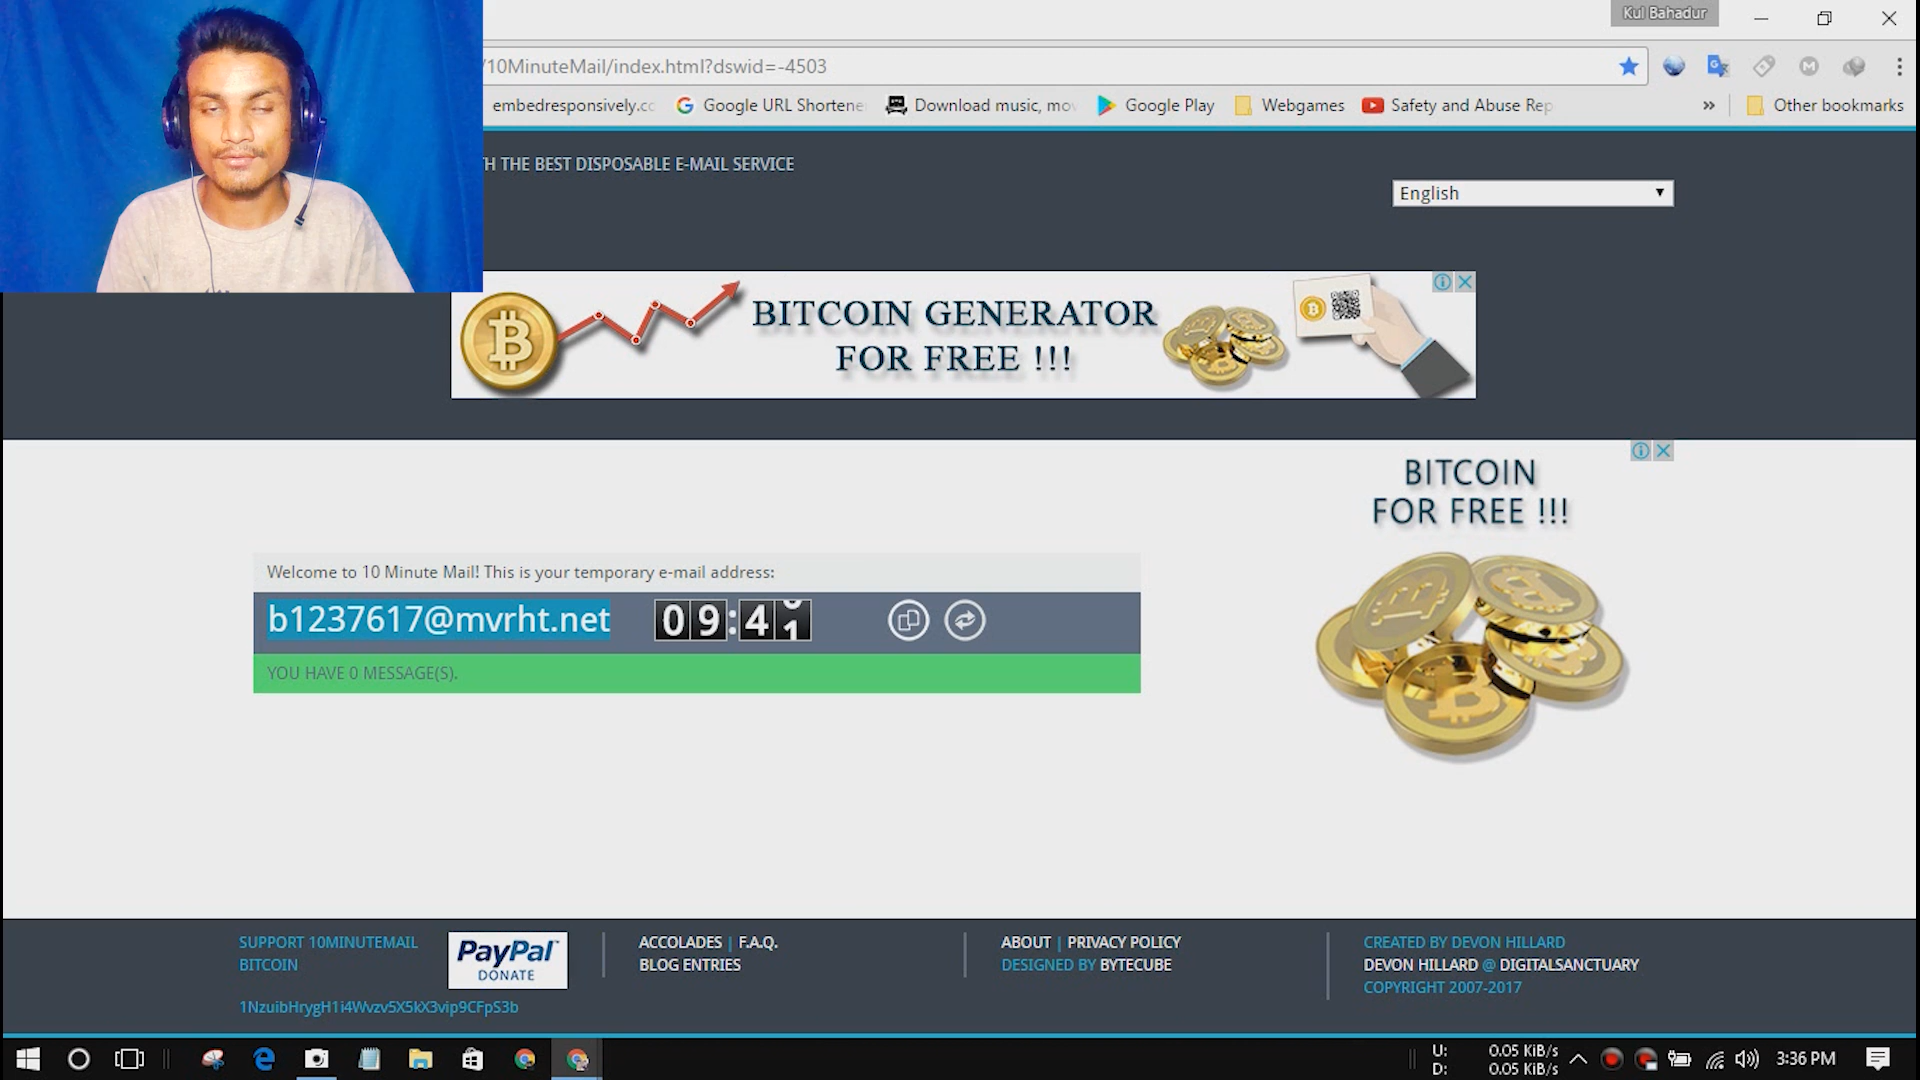 Kul Bahadur
/10MinuteMail/index.html?dswid=-4503
embedresponsively.co
Google URL Shortene
Download music, mov
Google Play
Webgames
Safety and Abuse Rep
»
Other bookmarks
TH THE BEST DISPOSABLE E-MAIL SERVICE
English
BITCOIN GENERATOR
FOR FREE !!!
BITCOIN
FOR FREE !!!
Welcome to 10 Minute Mail! This is your temporary e-mail address:
b1237617@mvrht.net
09:41
YOU HAVE 0 MESSAGE(S).
SUPPORT 10MINUTEMAIL
BITCOIN
PayPal
DONATE
1NzuibHrygH1i4Wvzv5X5kX3vip9CFpS3b
ACCOLADES | F.A.Q.
BLOG ENTRIES
ABOUT | PRIVACY POLICY
DESIGNED BY BYTECUBE
CREATED BY DEVON HILLARD
DEVON HILLARD @ DIGITALSANCTUARY
COPYRIGHT 2007-2017
U: 0.05 KiB/s
D: 0.05 KiB/s
3:36 PM